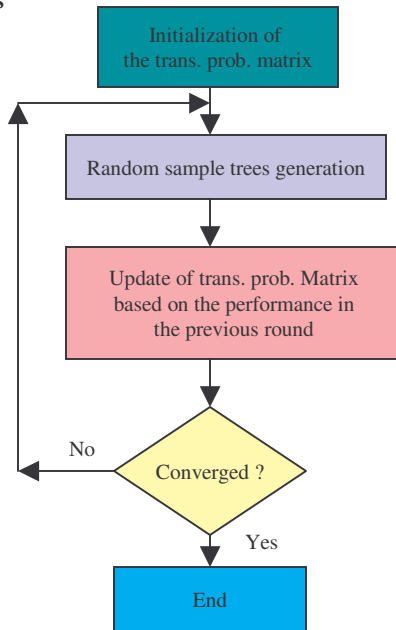 s
Initialization of
the trans. prob. matrix
Random sample trees generation
Update of trans. prob. Matrix
based on the performance in
the previous round
No
Converged ?
Yes
End